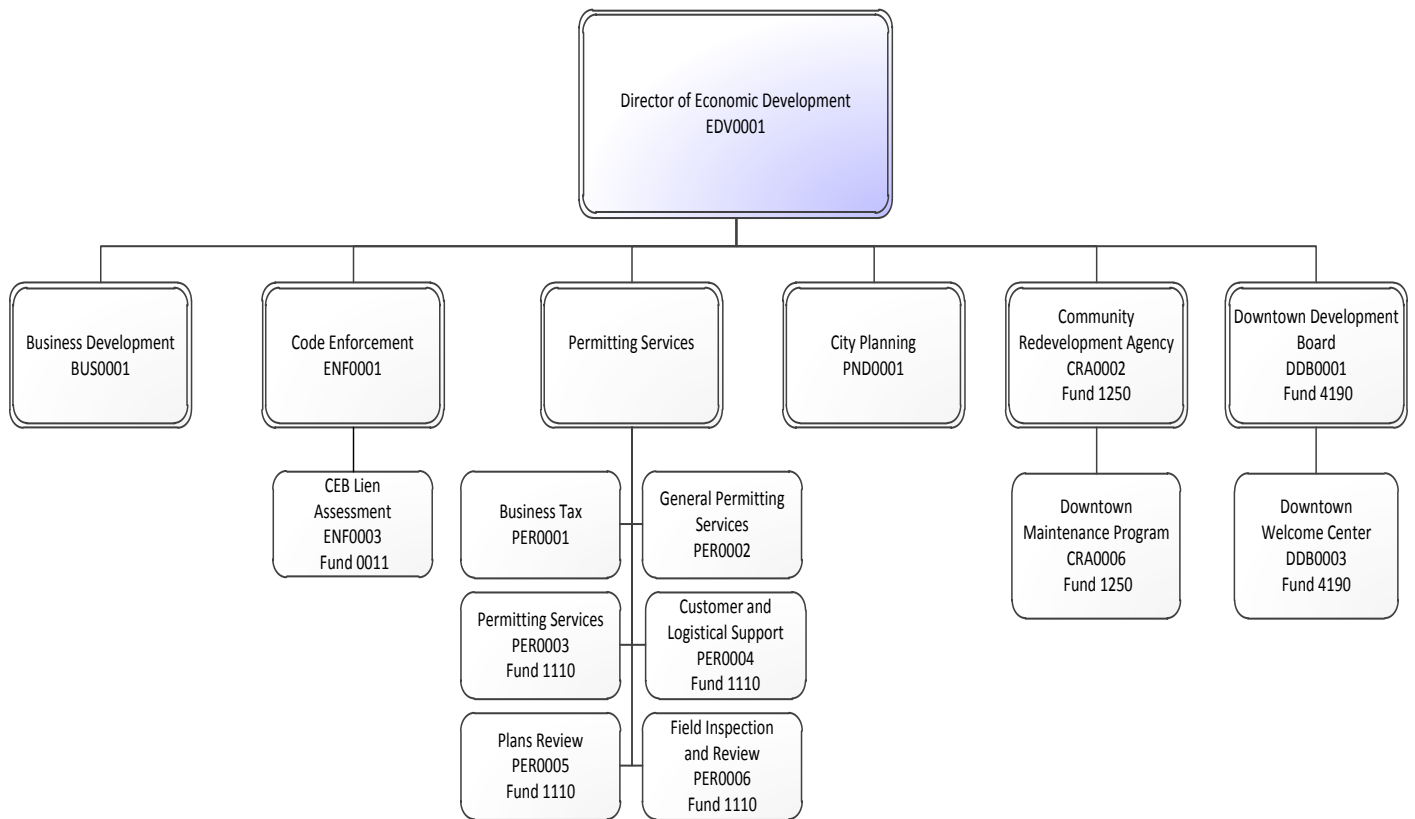 Director of Economic Development
EDV0001
Business Development
BUS0001
Code Enforcement
ENF0001
Permitting Services
City Planning
PND0001
Community
Redevelopment Agency
CRA0002
Fund 1250
Downtown Development
Board
DDB0001
Fund 4190
CEB Lien
Assessment
ENF0003
Fund 0011
Business Tax
PER0001
General Permitting
Services
PER0002
Downtown
Maintenance Program
CRA0006
Fund 1250
Downtown
Welcome Center
DDB0003
Fund 4190
Permitting Services
PER0003
Fund 1110
Customer and
Logistical Support
PER0004
Fund 1110
Plans Review
PER0005
Fund 1110
Field Inspection
and Review
PER0006
Fund 1110